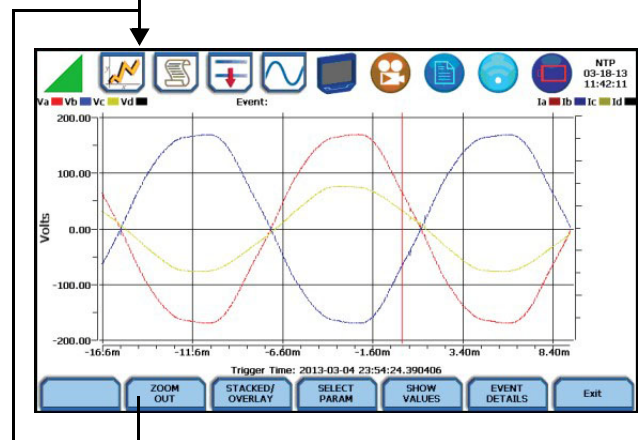 NTP
03-18-13
11:42:11
Va Vb Vc Vd Event: Ia Ib Ic Id
200.00
100.00
0.00
-100.00
-200.00
Volts
-16.6m -11.6m -6.60m -1.60m 3.40m 8.40m
Trigger Time: 2013-03-04 23:54:24.390406
ZOOM OUT
STACKED/ OVERLAY
SELECT PARAM
SHOW VALUES
EVENT DETAILS
Exit